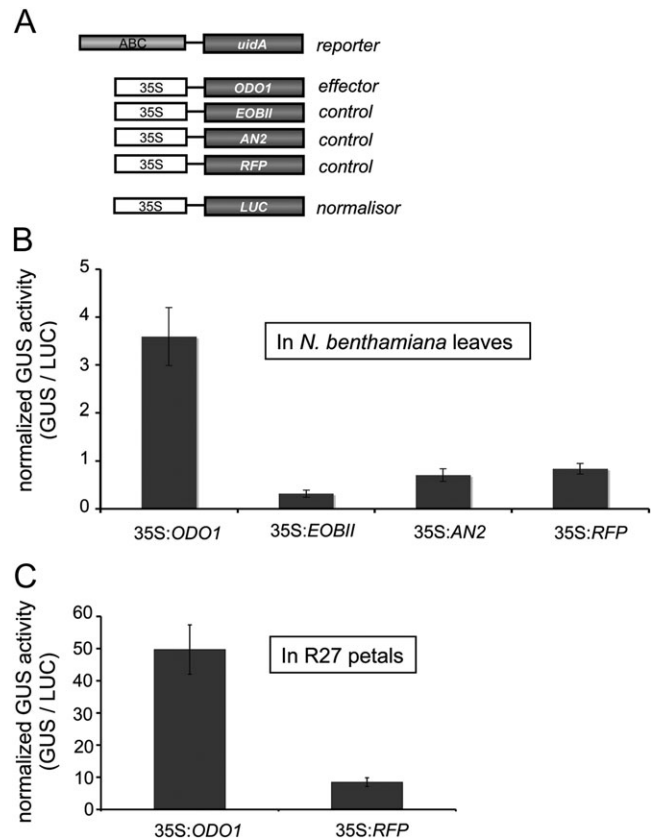 A
ABC uidA reporter
35S ODO1 effector
35S EOBII control
35S AN2 control
35S RFP control
35S LUC normalisor
B
normalized GUS activity
(GUS / LUC)
5
4
3
2
1
0
In N. benthamiana leaves
35S:ODO1 35S:EOBII 35S:AN2 35S:RFP
C
normalized GUS activity
(GUS / LUC)
60
50
40
30
20
10
0
In R27 petals
35S:ODO1 35S:RFP